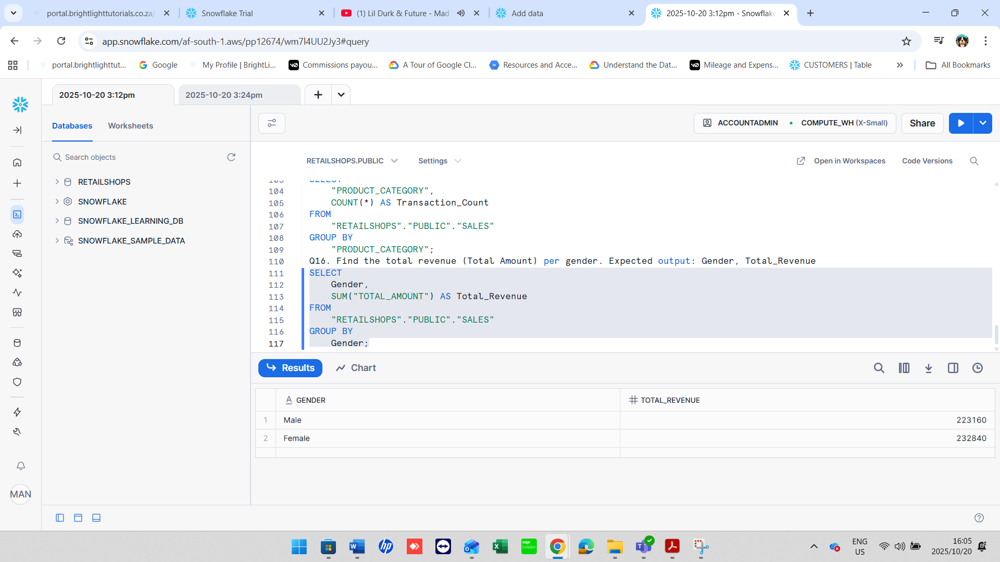 portal.brightlighttutorials.co.za/
Snowflake Trial
(1) Lil Durk & Future - Mad
Add data
2025-10-20 3:12pm - Snowflake
app.snowflake.com/af-south-1.aws/pp12674/wm7l4UU2Jy3#query
portal.brightlighttut...
Google
My Profile | BrightLi...
Commissions payou...
A Tour of Google Cl...
Resources and Acce...
Understand the Dat...
Mileage and Expens...
CUSTOMERS | Table
All Bookmarks
2025-10-20 3:12pm
2025-10-20 3:24pm
Databases
Worksheets
ACCOUNTADMIN
COMPUTE_WH (X-Small)
Share
Search objects
RETAILSHOPS.PUBLIC
Settings
Open in Workspaces
Code Versions
RETAILSHOPS
SNOWFLAKE
SNOWFLAKE_LEARNING_DB
SNOWFLAKE_SAMPLE_DATA
103 SELECT
104 "PRODUCT_CATEGORY",
105 COUNT(*) AS Transaction_Count
106 FROM
107 "RETAILSHOPS"."PUBLIC"."SALES"
108 GROUP BY
109 "PRODUCT_CATEGORY";
110 Q16. Find the total revenue (Total Amount) per gender. Expected output: Gender, Total_Revenue
111 SELECT
112 Gender,
113 SUM("TOTAL_AMOUNT") AS Total_Revenue
114 FROM
115 "RETAILSHOPS"."PUBLIC"."SALES"
116 GROUP BY
117 Gender;
Results
Chart
GENDER
TOTAL_REVENUE
1 Male 223160
2 Female 232840
MAN
sage Evolution
ENG
US
16:05
2025/10/20